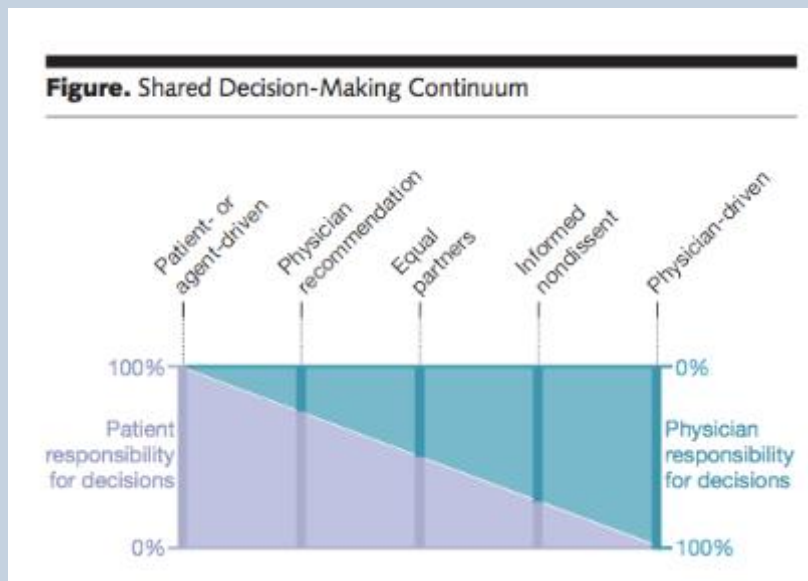 Figure. Shared Decision-Making Continuum
Patient- or
agent-driven
Physician
recommendation
Equal
partners
Informed
nondissent
Physician-driven
100%
0%
Patient
responsibility
for decisions
Physician
responsibility
for decisions
0%
100%